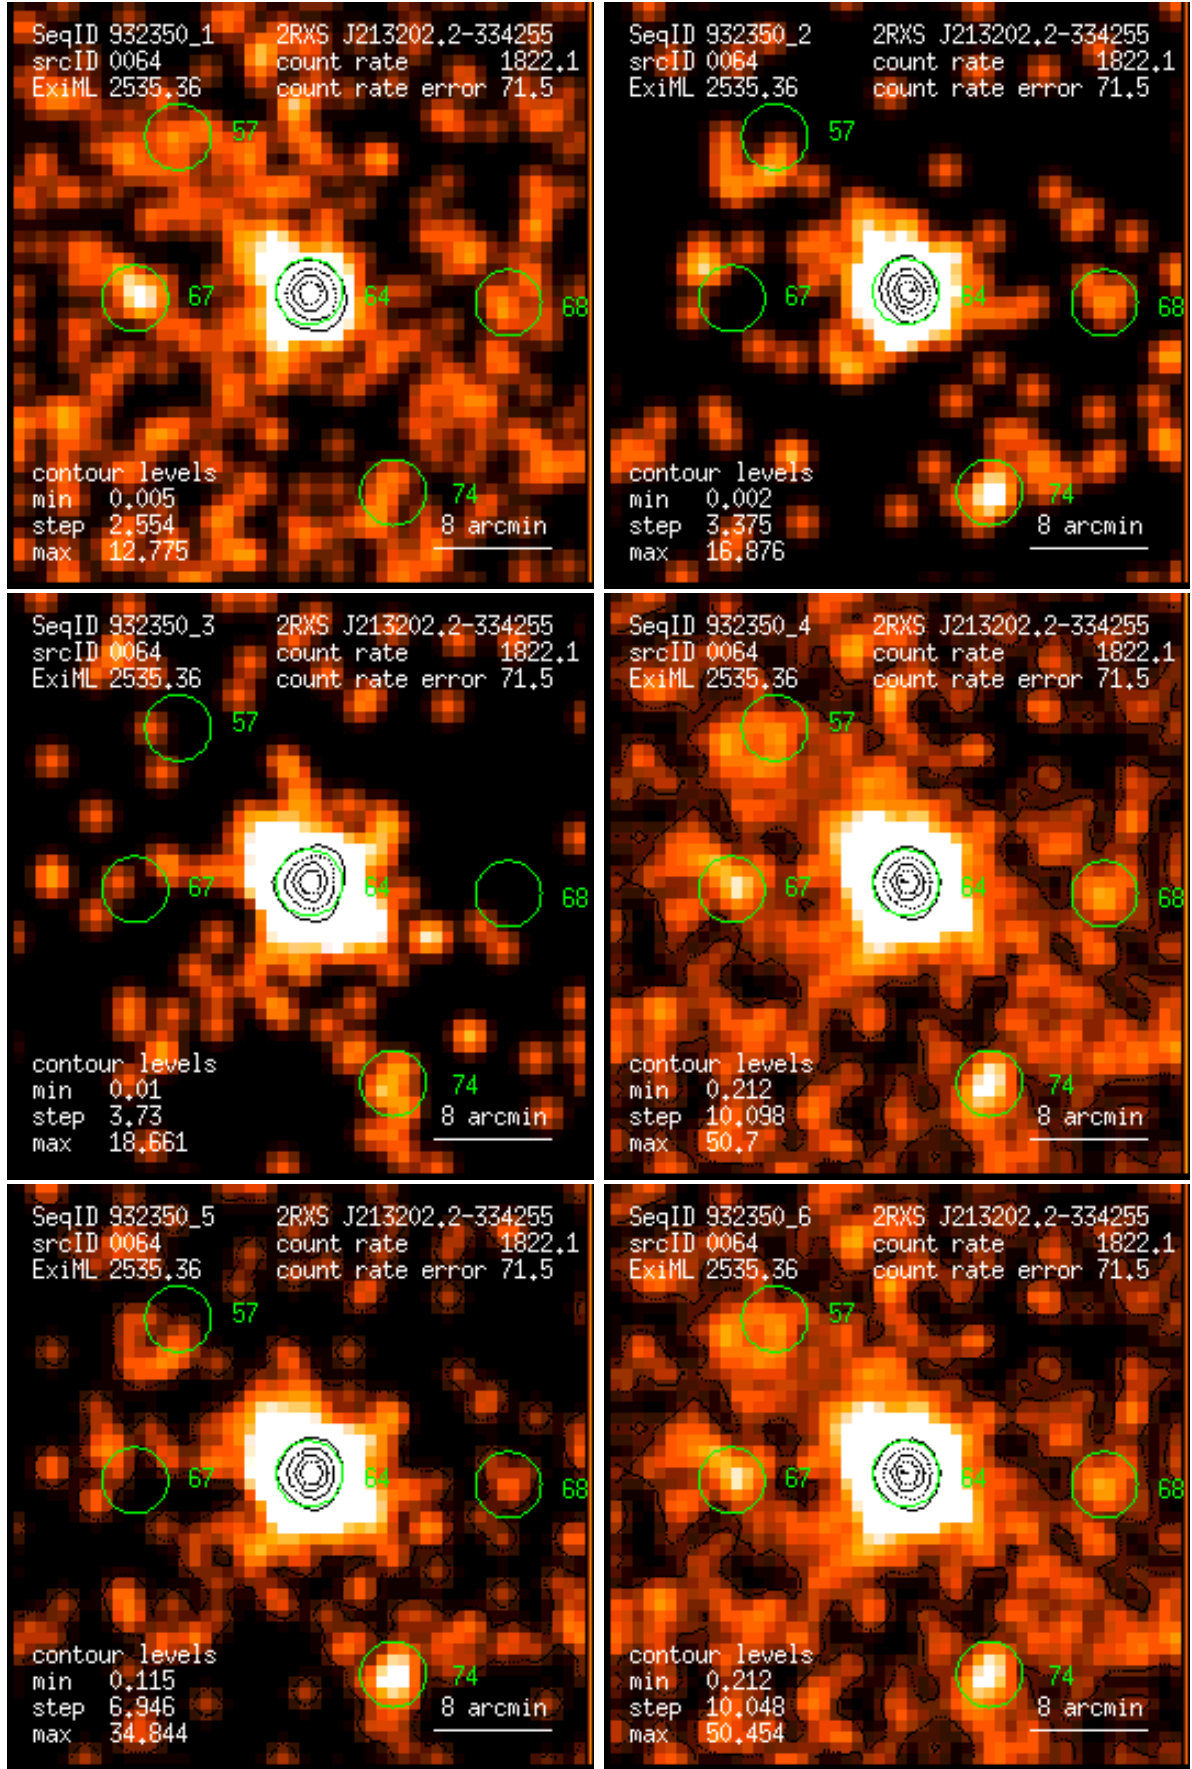 SeqID 932350_1 2RXS J213202.2-334255
srcID 0064 count rate 1822.1
ExiML 2535.36 count rate error 71.5
57
67
64
68
contour levels
min 0.005
74
step 2.554
8 arcmin
max 12.775
SeqID 932350_2 2RXS J213202.2-334255
srcID 0064 count rate 1822.1
ExiML 2535.36 count rate error 71.5
57
67
64
68
contour levels
min 0.002
74
step 3.375
8 arcmin
max 16.876
SeqID 932350_3 2RXS J213202.2-334255
srcID 0064 count rate 1822.1
ExiML 2535.36 count rate error 71.5
57
67
64
68
contour levels
min 0.01
74
step 3.73
8 arcmin
max 18.661
SeqID 932350_4 2RXS J213202.2-334255
srcID 0064 count rate 1822.1
ExiML 2535.36 count rate error 71.5
57
67
64
68
contour levels
min 0.212
74
step 10.098
8 arcmin
max 50.7
SeqID 932350_5 2RXS J213202.2-334255
srcID 0064 count rate 1822.1
ExiML 2535.36 count rate error 71.5
57
67
64
68
contour levels
min 0.115
74
step 6.946
8 arcmin
max 34.844
SeqID 932350_6 2RXS J213202.2-334255
srcID 0064 count rate 1822.1
ExiML 2535.36 count rate error 71.5
57
67
64
68
contour levels
min 0.212
74
step 10.048
8 arcmin
max 50.454